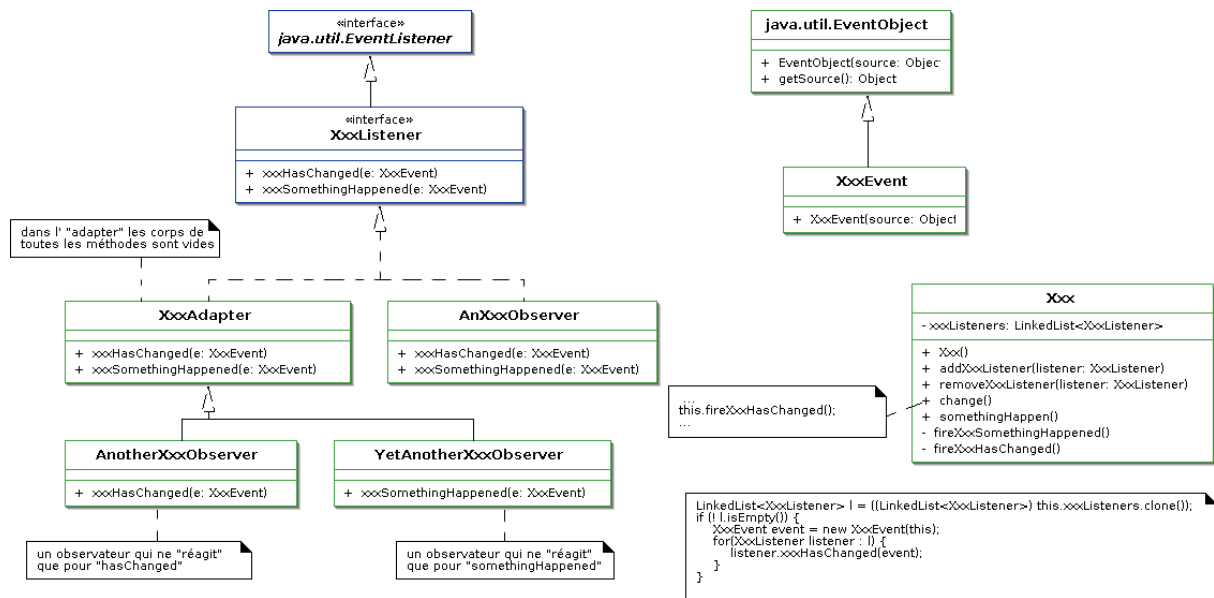 «interface»
java.util.EventListener
«interface»
XxxListener
+ xxxHasChanged(e: XxxEvent)
+ xxxSomethingHappened(e: XxxEvent)
dans l' "adapter" les corps de
toutes les méthodes sont vides
XxxAdapter
+ xxxHasChanged(e: XxxEvent)
+ xxxSomethingHappened(e: XxxEvent)
AnXxxObserver
+ xxxHasChanged(e: XxxEvent)
+ xxxSomethingHappened(e: XxxEvent)
AnotherXxxObserver
+ xxxHasChanged(e: XxxEvent)
YetAnotherXxxObserver
+ xxxSomethingHappened(e: XxxEvent)
un observateur qui ne "réagit"
que pour "hasChanged"
un observateur qui ne "réagit"
que pour "somethingHappened"
java.util.EventObject
+ EventObject(source: Objec
+ getSource(): Object
XxxEvent
+ XxxEvent(source: Object
Xxx
- xxxListeners: LinkedList<XxxListener>
+ Xxx()
+ addXxxListener(listener: XxxListener)
+ removeXxxListener(listener: XxxListener)
+ change()
+ somethingHappen()
- fireXxxSomethingHappened()
- fireXxxHasChanged()
...
this.fireXxxHasChanged();
...
LinkedList<XxxListener> l = ((LinkedList<XxxListener>) this.xxxListeners.clone());
if (! l.isEmpty()) {
XxxEvent event = new XxxEvent(this);
for(XxxListener listener : l) {
listener.xxxHasChanged(event);
}
}